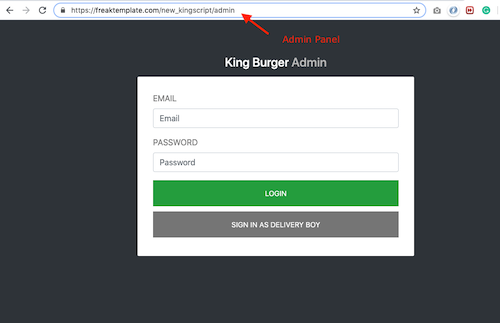 https://freaktemplate.com/new_kingscript/admin
Admin Panel
King Burger Admin
EMAIL
Email
PASSWORD
Password
LOGIN
SIGN IN AS DELIVERY BOY